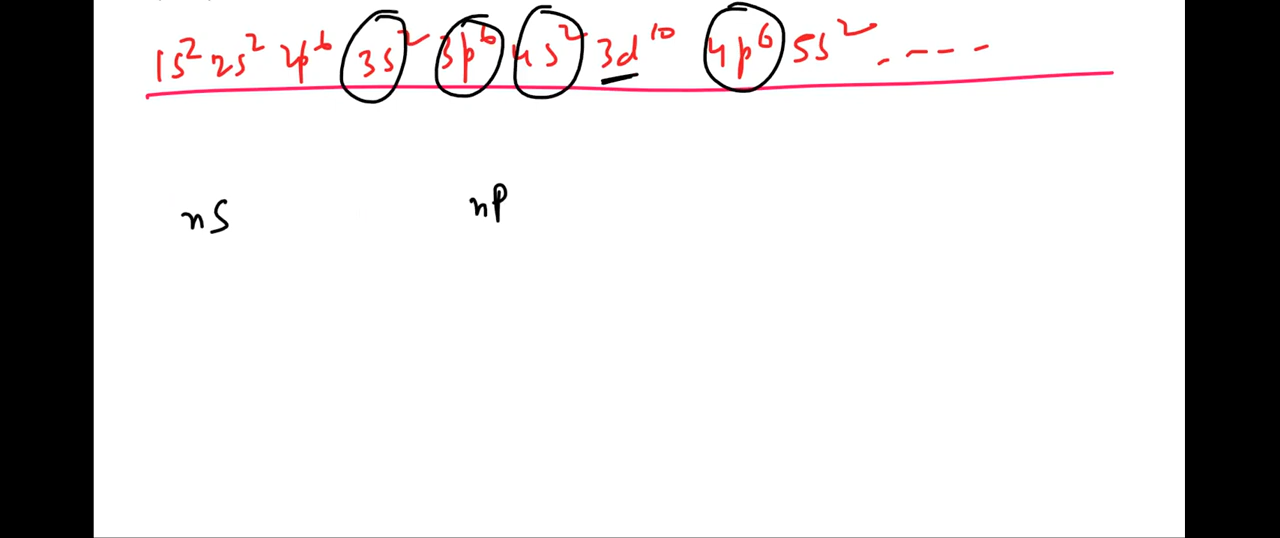 1s² 2s² 2p⁶ 3s² 3p⁶ 4s² 3d¹⁰ 4p⁶ 5s² . - - -
ns np